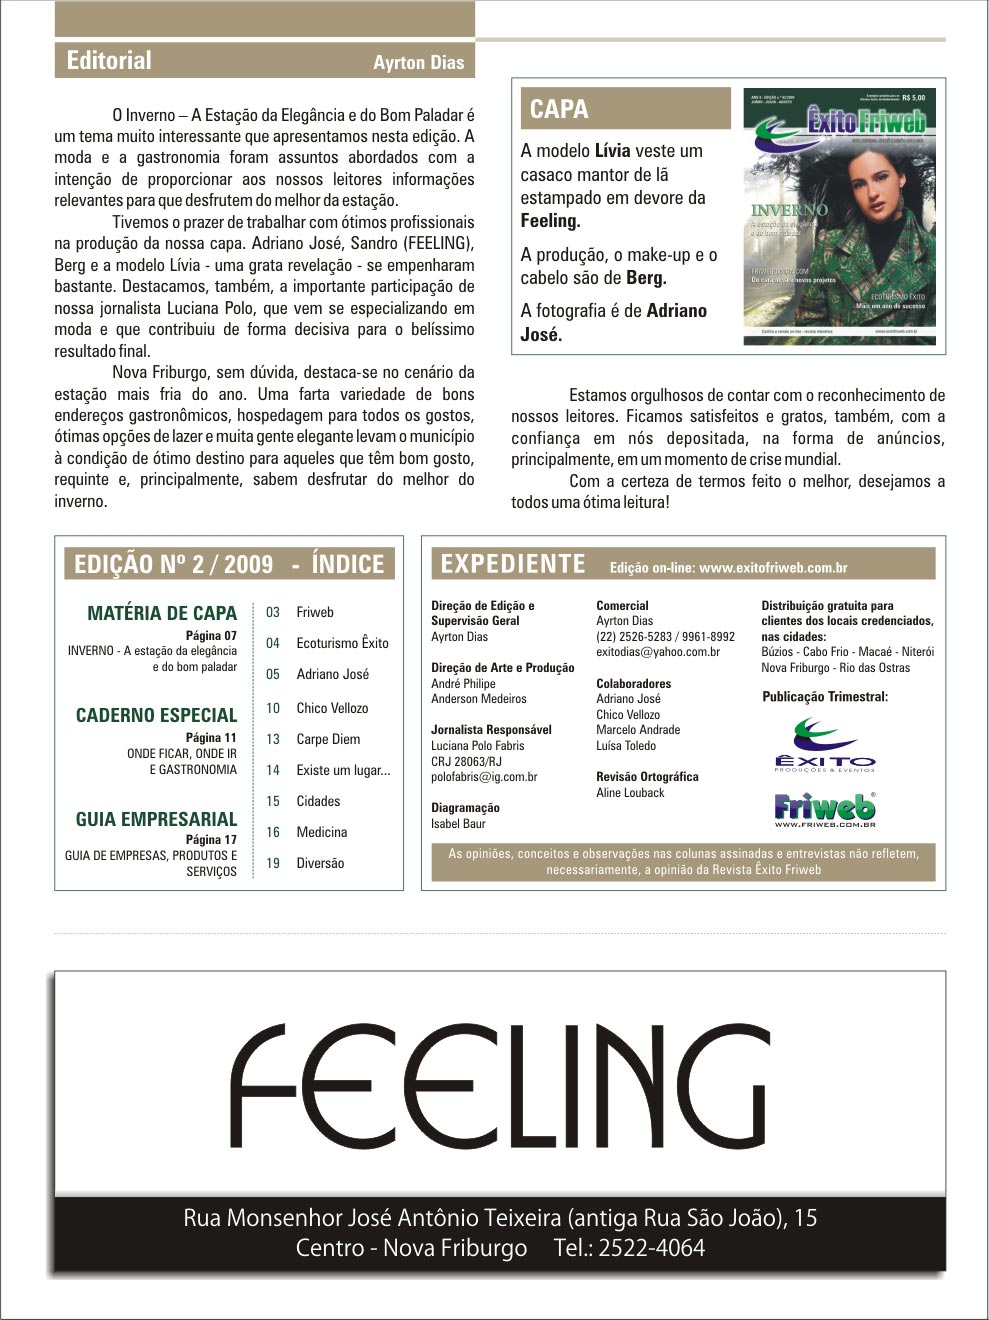 Editorial Ayrton Dias
O Inverno – A Estação da Elegância e do Bom Paladar é
um tema muito interessante que apresentamos nesta edição. A
moda e a gastronomia foram assuntos abordados com a
intenção de proporcionar aos nossos leitores informações
relevantes para que desfrutem do melhor da estação.
Tivemos o prazer de trabalhar com ótimos profissionais
na produção da nossa capa. Adriano José, Sandro (FEELING),
Berg e a modelo Lívia - uma grata revelação - se empenharam
bastante. Destacamos, também, a importante participação de
nossa jornalista Luciana Polo, que vem se especializando em
moda e que contribuiu de forma decisiva para o belíssimo
resultado final.
Nova Friburgo, sem dúvida, destaca-se no cenário da
estação mais fria do ano. Uma farta variedade de bons
endereços gastronômicos, hospedagem para todos os gostos,
ótimas opções de lazer e muita gente elegante levam o município
à condição de ótimo destino para aqueles que têm bom gosto,
requinte e, principalmente, sabem desfrutar do melhor do
inverno.
CAPA
A modelo Lívia veste um
casaco mantor de lã
estampado em devore da
Feeling.
A produção, o make-up e o
cabelo são de Berg.
A fotografia é de Adriano
José.
R$ 5,00
Êxito Friweb
INVERNO
A estação da elegância
e do bom paladar
De cara nova e novos projetos
ECOTURISMO ÊXITO
Mais um ano de sucesso
Estamos orgulhosos de contar com o reconhecimento de
nossos leitores. Ficamos satisfeitos e gratos, também, com a
confiança em nós depositada, na forma de anúncios,
principalmente, em um momento de crise mundial.
Com a certeza de termos feito o melhor, desejamos a
todos uma ótima leitura!
EDIÇÃO Nº 2 / 2009 - ÍNDICE
MATÉRIA DE CAPA
Página 07
INVERNO - A estação da elegância
e do bom paladar
CADERNO ESPECIAL
Página 11
ONDE FICAR, ONDE IR
E GASTRONOMIA
GUIA EMPRESARIAL
Página 17
GUIA DE EMPRESAS, PRODUTOS E
SERVIÇOS
03 Friweb
04 Ecoturismo Êxito
05 Adriano José
10 Chico Vellozo
13 Carpe Diem
14 Existe um lugar...
15 Cidades
16 Medicina
19 Diversão
EXPEDIENTE Edição on-line: www.exitofriweb.com.br
Direção de Edição e
Supervisão Geral
Ayrton Dias
Direção de Arte e Produção
André Philipe
Anderson Medeiros
Jornalista Responsável
Luciana Polo Fabris
CRJ 28063/RJ
polofabris@ig.com.br
Diagramação
Isabel Baur
Comercial
Ayrton Dias
(22) 2526-5283 / 9961-8992
exitodias@yahoo.com.br
Colaboradores
Adriano José
Chico Vellozo
Marcelo Andrade
Luísa Toledo
Revisão Ortográfica
Aline Louback
Distribuição gratuita para
clientes dos locais credenciados,
nas cidades:
Búzios - Cabo Frio - Macaé - Niterói
Nova Friburgo - Rio das Ostras
Publicação Trimestral:
ÊXITO
PRODUÇÕES & EVENTOS
Friweb®
WWW.FRIWEB.COM.BR
As opiniões, conceitos e observações nas colunas assinadas e entrevistas não refletem,
necessariamente, a opinião da Revista Êxito Friweb
FEELING
Rua Monsenhor José Antônio Teixeira (antiga Rua São João), 15
Centro - Nova Friburgo Tel.: 2522-4064